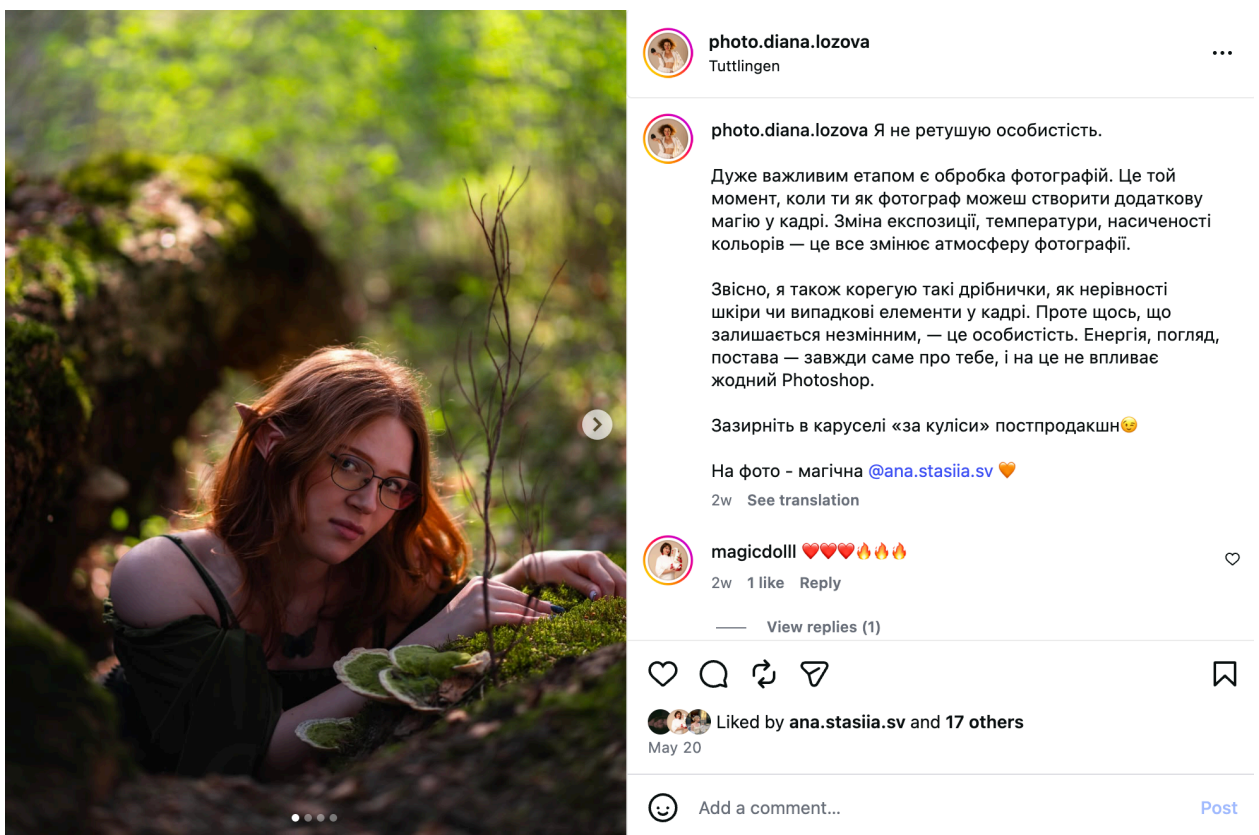 photo.diana.lozova
Tuttlingen
photo.diana.lozova Я не ретушую особистість.
Дуже важливим етапом є обробка фотографій. Це той
момент, коли ти як фотограф можеш створити додаткову
магію у кадрі. Зміна експозиції, температури, насиченості
кольорів — це все змінює атмосферу фотографії.
Звісно, я також корегую такі дрібнички, як нерівності
шкіри чи випадкові елементи у кадрі. Проте щось, що
залишається незмінним, — це особистість. Енергія, погляд,
постава — завжди саме про тебе, і на це не впливає
жодний Photoshop.
Зазирніть в каруселі «за куліси» постпродакшн😉
На фото - магічна @ana.stasiia.sv 🧡
2w See translation
magicdolll ❤️❤️❤️🔥🔥🔥
2w 1 like Reply
View replies (1)
Liked by ana.stasiia.sv and 17 others
May 20
Add a comment...
Post